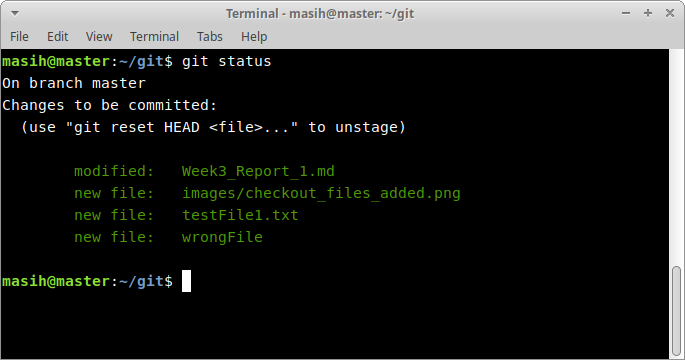 Terminal - masih@master: ~/git
File Edit View Terminal Tabs Help
masih@master:~/git$ git status
On branch master
Changes to be committed:
  (use "git reset HEAD <file>..." to unstage)

        modified:   Week3_Report_1.md
        new file:   images/checkout_files_added.png
        new file:   testFile1.txt
        new file:   wrongFile

masih@master:~/git$